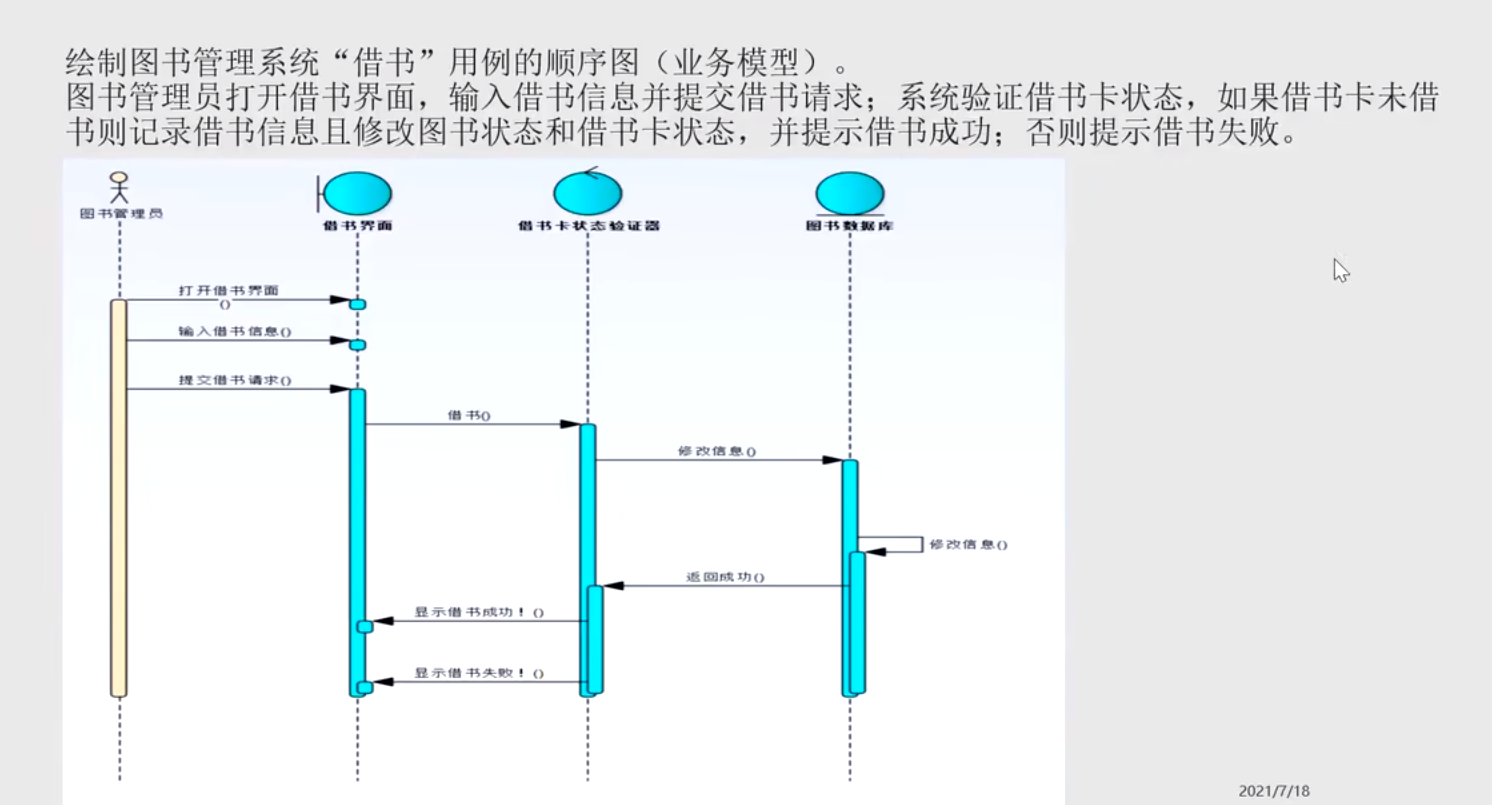 绘制图书管理系统“借书”用例的顺序图（业务模型）。
图书管理员打开借书界面，输入借书信息并提交借书请求；系统验证借书卡状态，如果借书卡未借
书则记录借书信息且修改图书状态和借书卡状态，并提示借书成功；否则提示借书失败。
图书管理员
借书界面
借书卡状态验证器
图书数据库
打开借书界面
()
输入借书信息()
提交借书请求()
借书()
修改信息()
修改信息()
返回成功()
显示借书成功！()
显示借书失败！()
2021/7/18